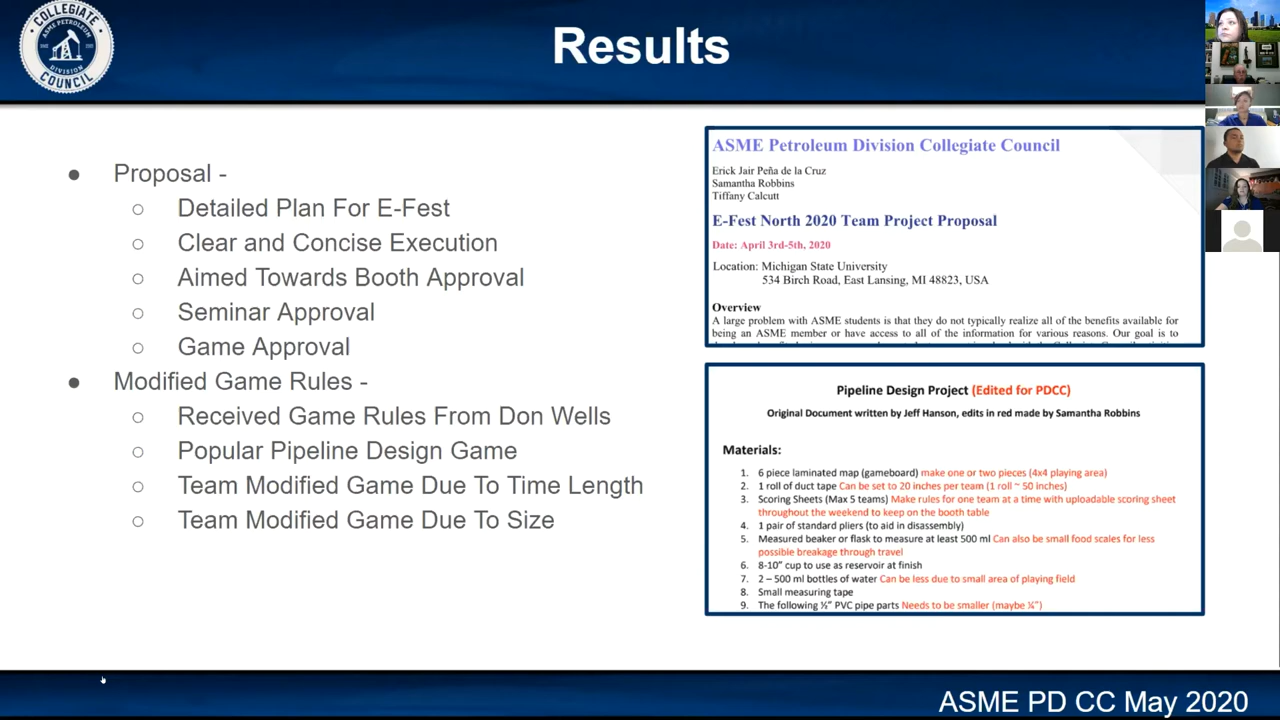 COLLEGIATE
ASME PETROLEUM
DIVISION
COUNCIL
Results
● Proposal -
○ Detailed Plan For E-Fest
○ Clear and Concise Execution
○ Aimed Towards Booth Approval
○ Seminar Approval
○ Game Approval
● Modified Game Rules -
○ Received Game Rules From Don Wells
○ Popular Pipeline Design Game
○ Team Modified Game Due To Time Length
○ Team Modified Game Due To Size
ASME Petroleum Division Collegiate Council
Erick Jair Peña de la Cruz
Samantha Robbins
Tiffany Calcutt
E-Fest North 2020 Team Project Proposal
Date: April 3rd-5th, 2020
Location: Michigan State University
534 Birch Road, East Lansing, MI 48823, USA
Overview
A large problem with ASME students is that they do not typically realize all of the benefits available for
being an ASME member or have access to all of the information for various reasons. Our goal is to
Pipeline Design Project (Edited for PDCC)
Original Document written by Jeff Hanson, edits in red made by Samantha Robbins
Materials:
1. 6 piece laminated map (gameboard) make one or two pieces (4x4 playing area)
2. 1 roll of duct tape Can be set to 20 inches per team (1 roll ~ 50 inches)
3. Scoring Sheets (Max 5 teams) Make rules for one team at a time with uploadable scoring sheet
throughout the weekend to keep on the booth table
4. 1 pair of standard pliers (to aid in disassembly)
5. Measured beaker or flask to measure at least 500 ml Can also be small food scales for less
possible breakage through travel
6. 8-10” cup to use as reservoir at finish
7. 2 – 500 ml bottles of water Can be less due to small area of playing field
8. Small measuring tape
9. The following ½” PVC pipe parts Needs to be smaller (maybe ¼”)
ASME PD CC May 2020